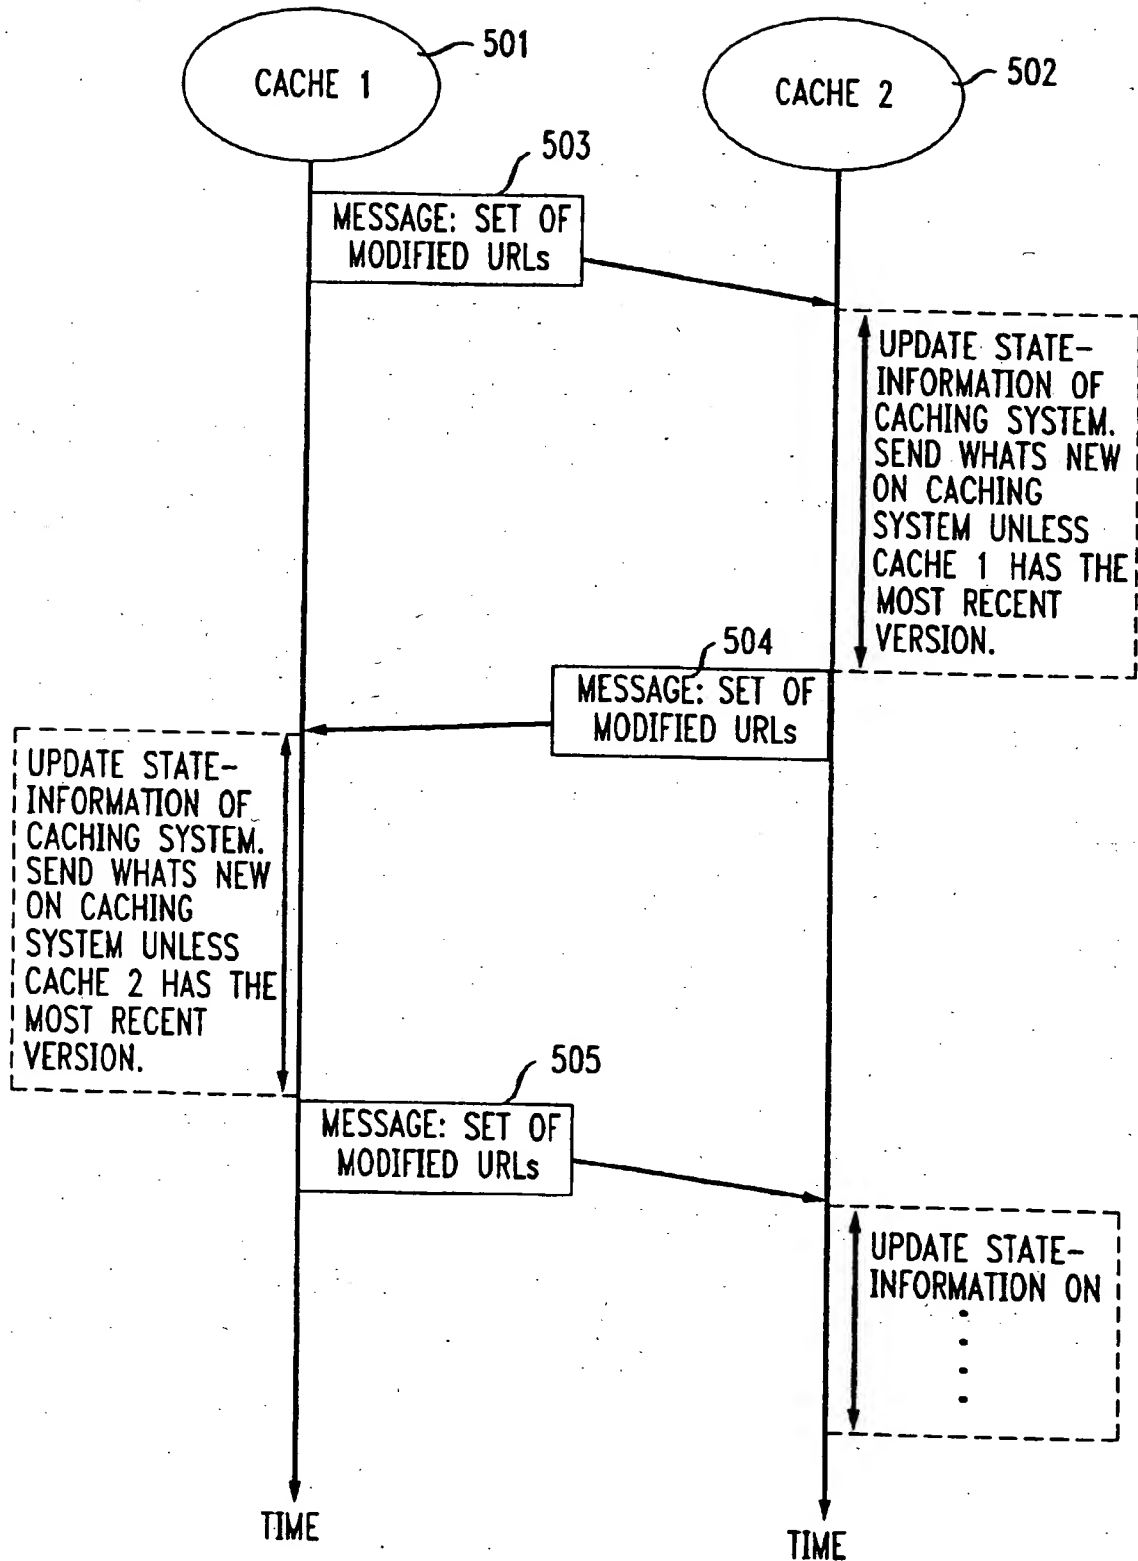 501
CACHE 1
502
CACHE 2
503
MESSAGE: SET OF
MODIFIED URLs
UPDATE STATE-
INFORMATION OF
CACHING SYSTEM.
SEND WHATS NEW
ON CACHING
SYSTEM UNLESS
CACHE 1 HAS THE
MOST RECENT
VERSION.
504
MESSAGE: SET OF
MODIFIED URLs
UPDATE STATE-
INFORMATION OF
CACHING SYSTEM.
SEND WHATS NEW
ON CACHING
SYSTEM UNLESS
CACHE 2 HAS THE
MOST RECENT
VERSION.
505
MESSAGE: SET OF
MODIFIED URLs
UPDATE STATE-
INFORMATION ON
TIME
TIME